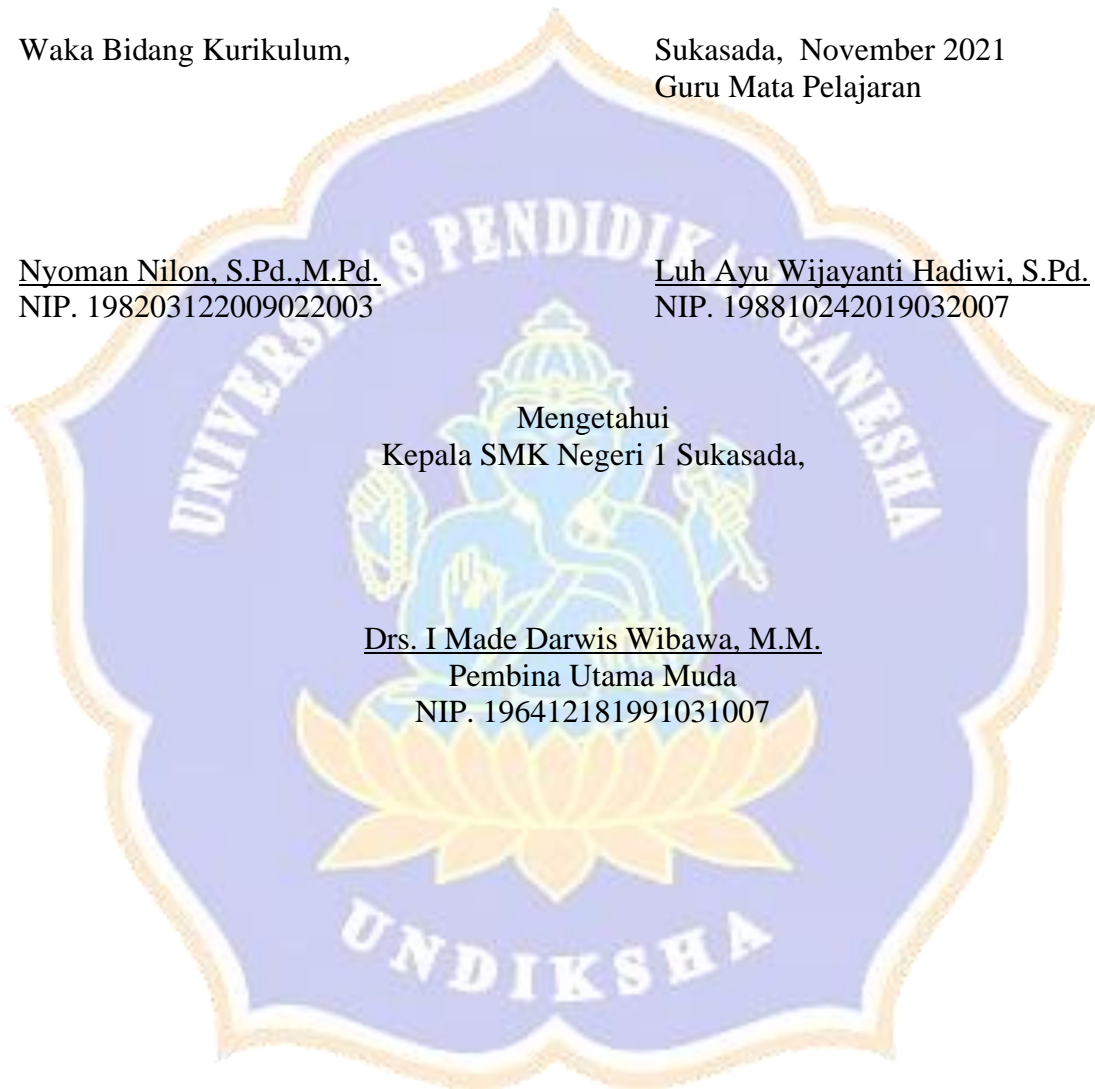 Waka Bidang Kurikulum,
Sukasada, November 2021
Guru Mata Pelajaran
Nyoman Nilon, S.Pd.,M.Pd.
NIP. 198203122009022003
Luh Ayu Wijayanti Hadiwi, S.Pd.
NIP. 198810242019032007
Mengetahui
Kepala SMK Negeri 1 Sukasada,
Drs. I Made Darwis Wibawa, M.M.
Pembina Utama Muda
NIP. 196412181991031007
UNIVERSITAS PENDIDIKAN GANESHA
UNDIKSHA